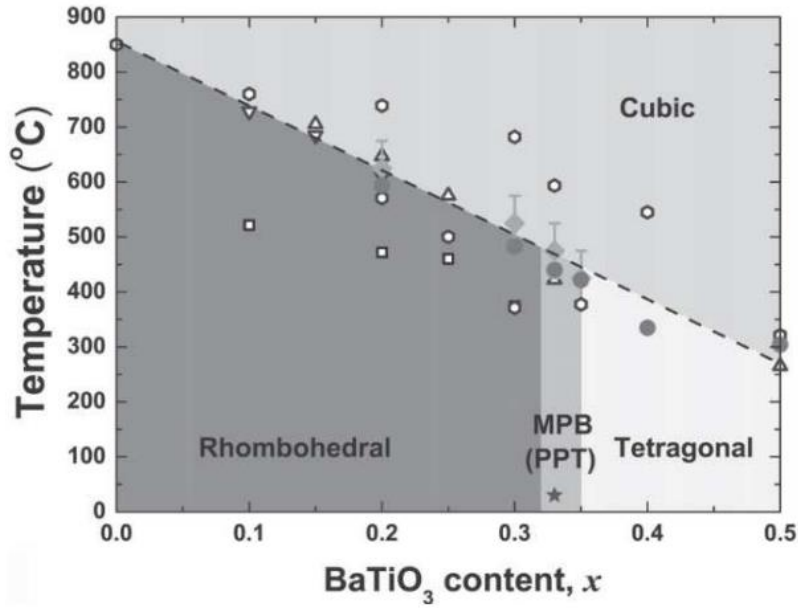 900
800
700
600
500
400
300
200
100
0
Temperature (°C)
Cubic
Rhombohedral
MPB
(PPT)
Tetragonal
0.0 0.1 0.2 0.3 0.4 0.5
BaTiO₃ content, x